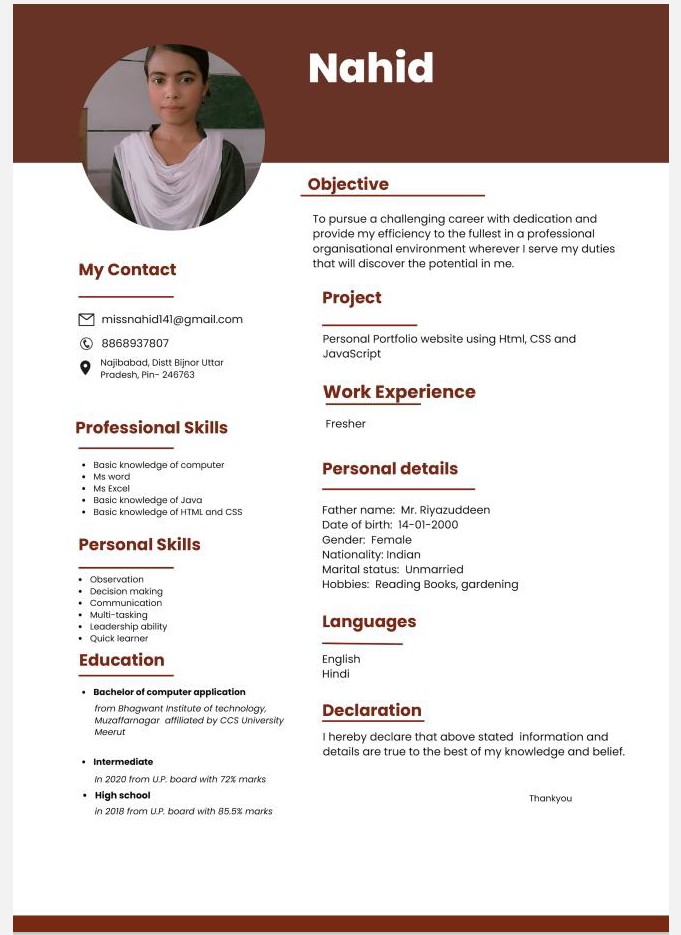 Nahid
My Contact
missnahid141@gmail.com
8868937807
Najibabad, Distt Bijnor Uttar
Pradesh, Pin- 246763
Professional Skills
• Basic knowledge of computer
• Ms word
• Ms Excel
• Basic knowledge of Java
• Basic knowledge of HTML and CSS
Personal Skills
• Observation
• Decision making
• Communication
• Multi-tasking
• Leadership ability
• Quick learner
Education
• Bachelor of computer application
from Bhagwant Institute of technology,
Muzaffarnagar affiliated by CCS University
Meerut
• Intermediate
In 2020 from U.P. board with 72% marks
• High school
in 2018 from U.P. board with 85.5% marks
Objective
To pursue a challenging career with dedication and
provide my efficiency to the fullest in a professional
organisational environment wherever I serve my duties
that will discover the potential in me.
Project
Personal Portfolio website using Html, CSS and
JavaScript
Work Experience
Fresher
Personal details
Father name: Mr. Riyazuddeen
Date of birth: 14-01-2000
Gender: Female
Nationality: Indian
Marital status: Unmarried
Hobbies: Reading Books, gardening
Languages
English
Hindi
Declaration
I hereby declare that above stated information and
details are true to the best of my knowledge and belief.
Thankyou